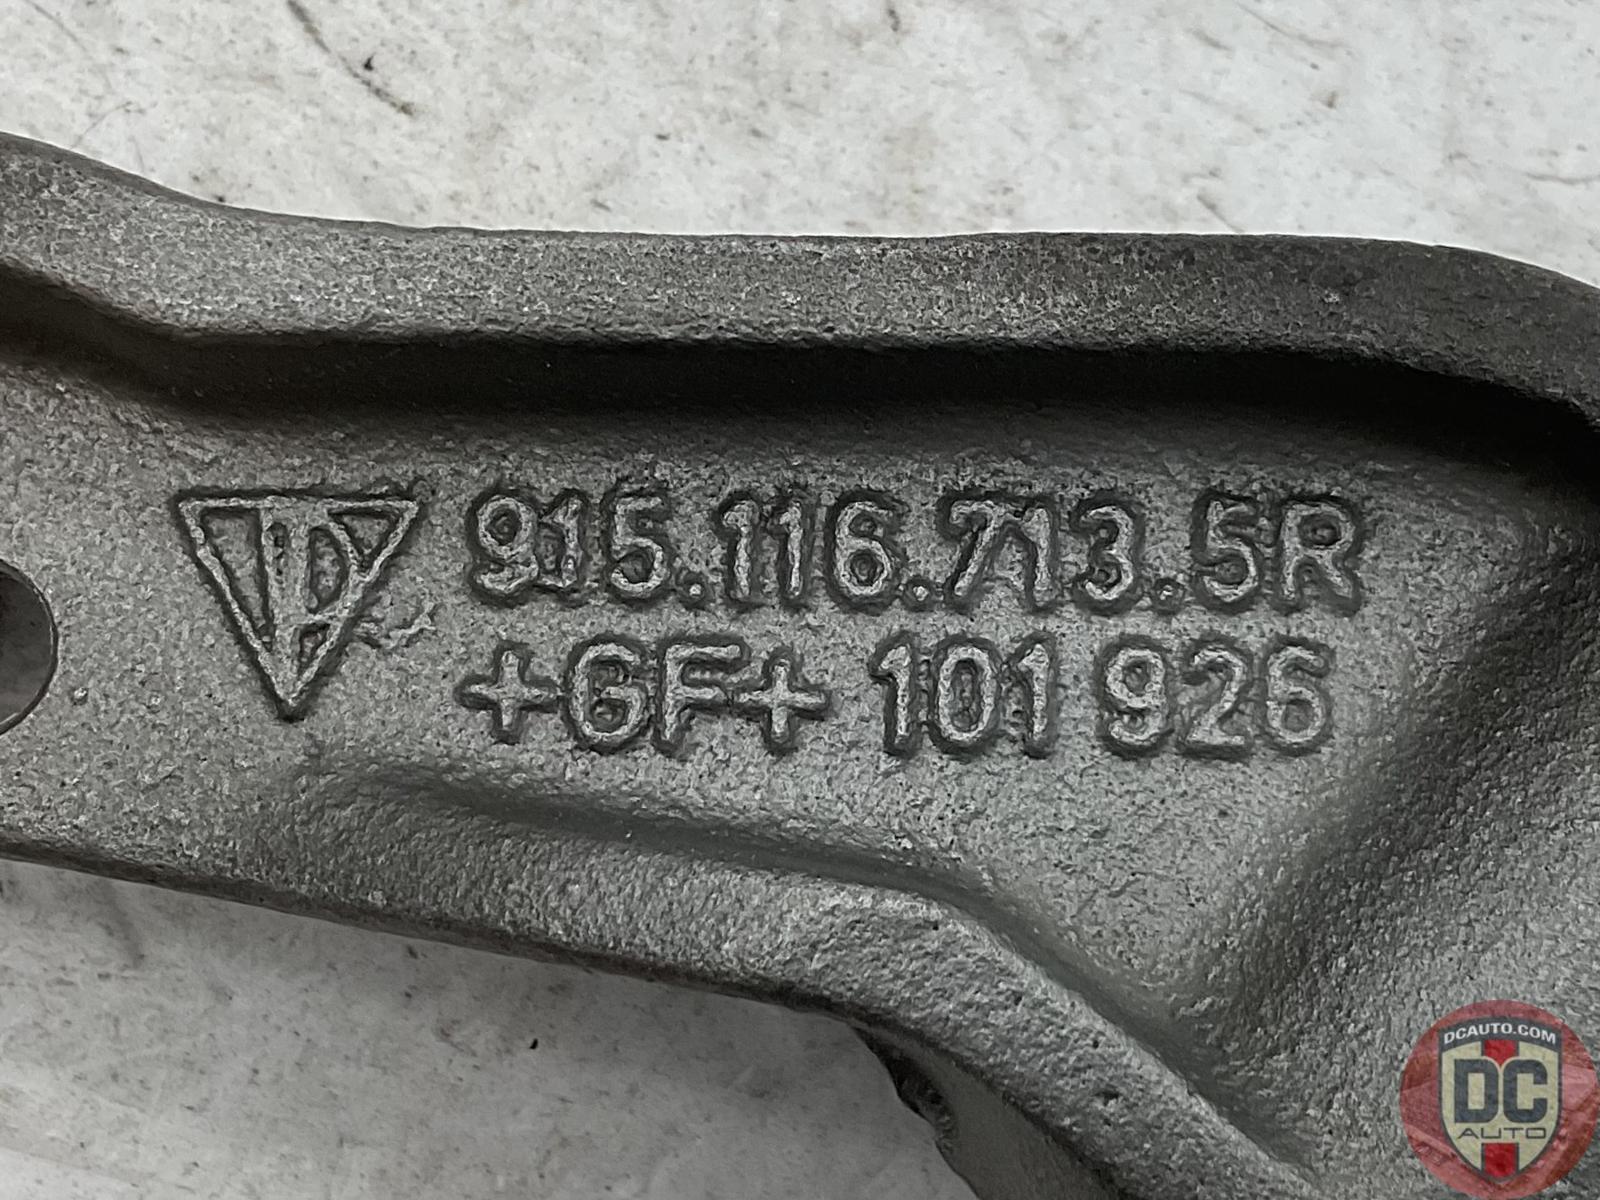 915.116.713.5R
+GF+ 101 926
DCAUTO.COM
DC
AUTO